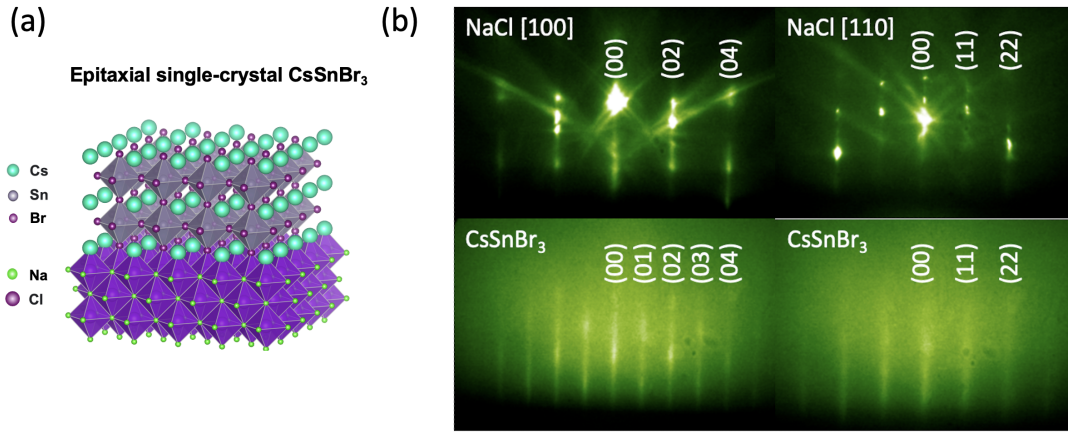 (a)
Epitaxial single-crystal CsSnBr3
Cs
Sn
Br
Na
Cl
(b)
NaCl [100]
(00)
(02)
(04)
NaCl [110]
(00)
(11)
(22)
CsSnBr3
(00)
(01)
(02)
(03)
(04)
CsSnBr3
(00)
(11)
(22)